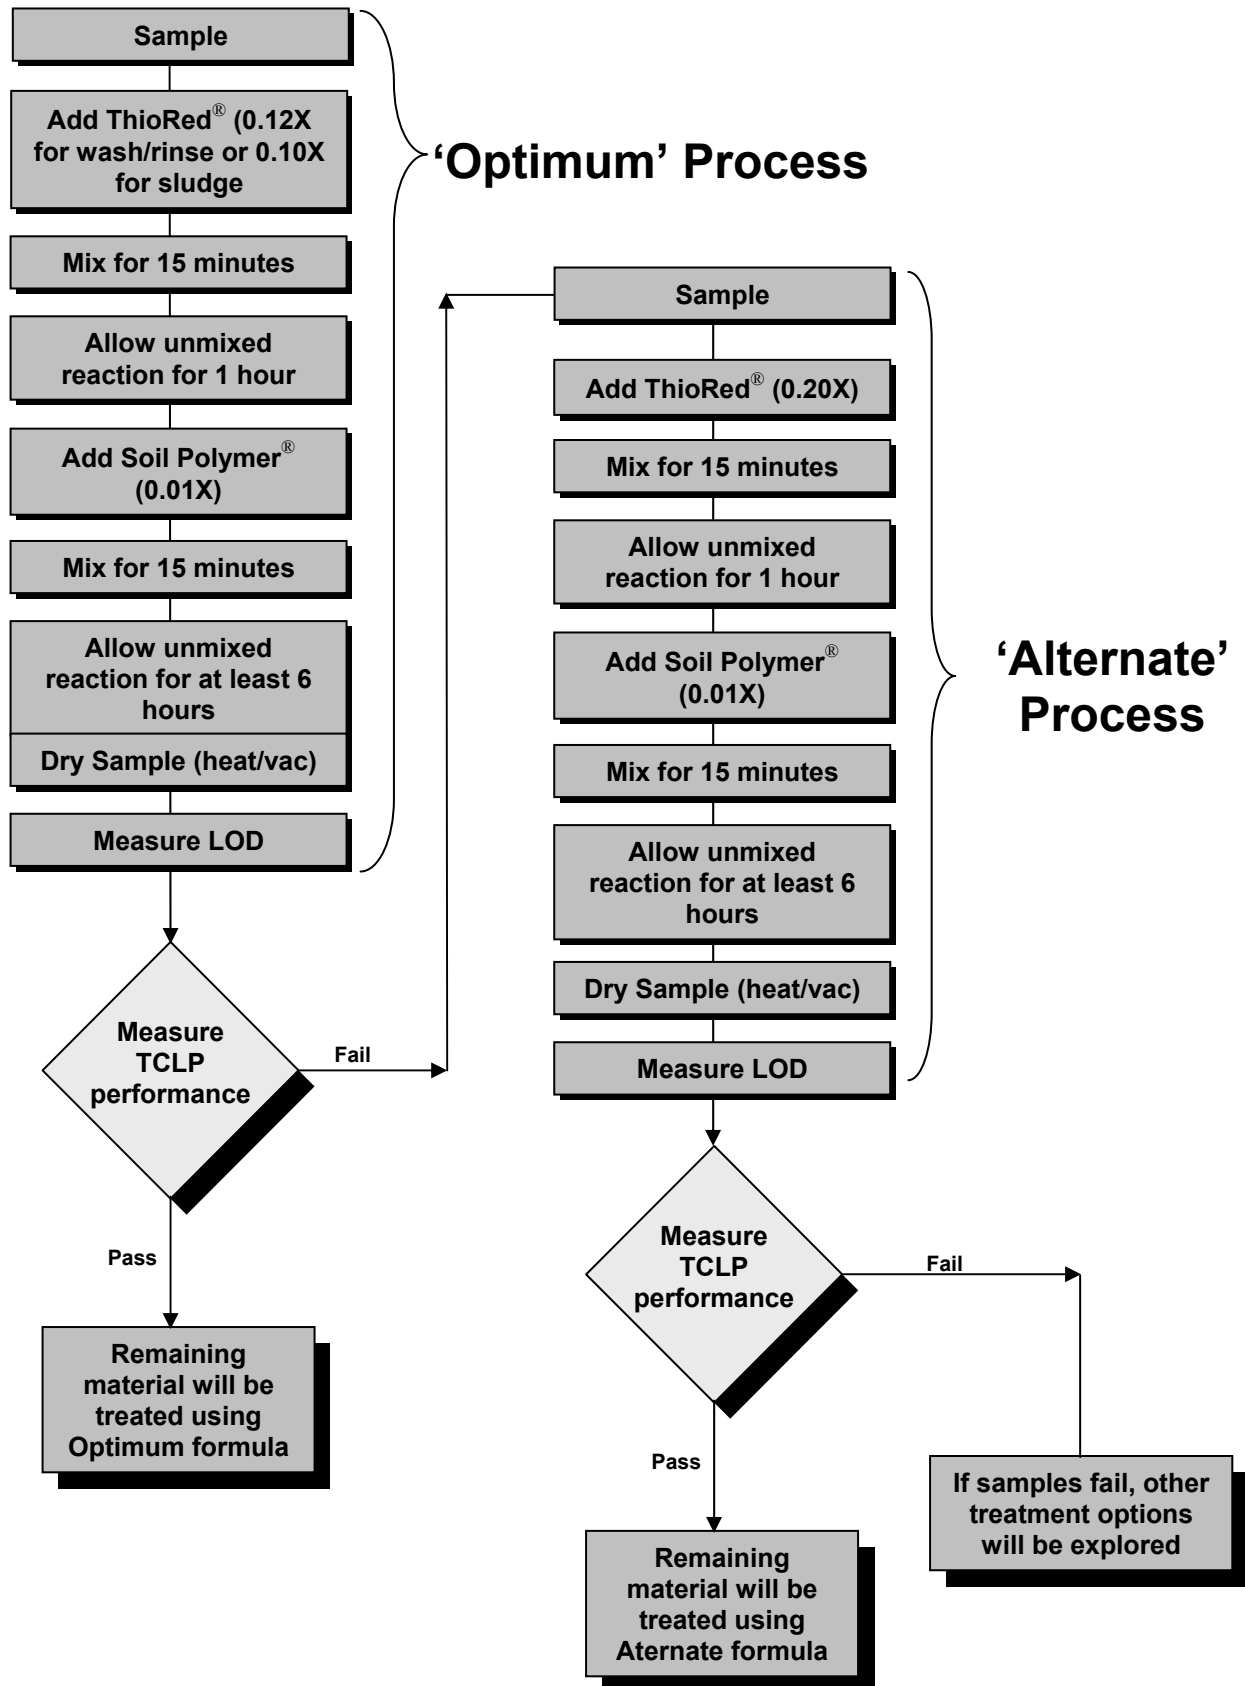 Sample
Add ThioRed® (0.12X
for wash/rinse or 0.10X
for sludge
Mix for 15 minutes
Allow unmixed
reaction for 1 hour
Add Soil Polymer®
(0.01X)
Mix for 15 minutes
Allow unmixed
reaction for at least 6
hours
Dry Sample (heat/vac)
Measure LOD
‘Optimum’ Process
Measure
TCLP
performance
Fail
Pass
Remaining
material will be
treated using
Optimum formula
Sample
Add ThioRed® (0.20X)
Mix for 15 minutes
Allow unmixed
reaction for 1 hour
Add Soil Polymer®
(0.01X)
Mix for 15 minutes
Allow unmixed
reaction for at least 6
hours
Dry Sample (heat/vac)
Measure LOD
‘Alternate’
Process
Measure
TCLP
performance
Fail
Pass
Remaining
material will be
treated using
Aternate formula
If samples fail, other
treatment options
will be explored